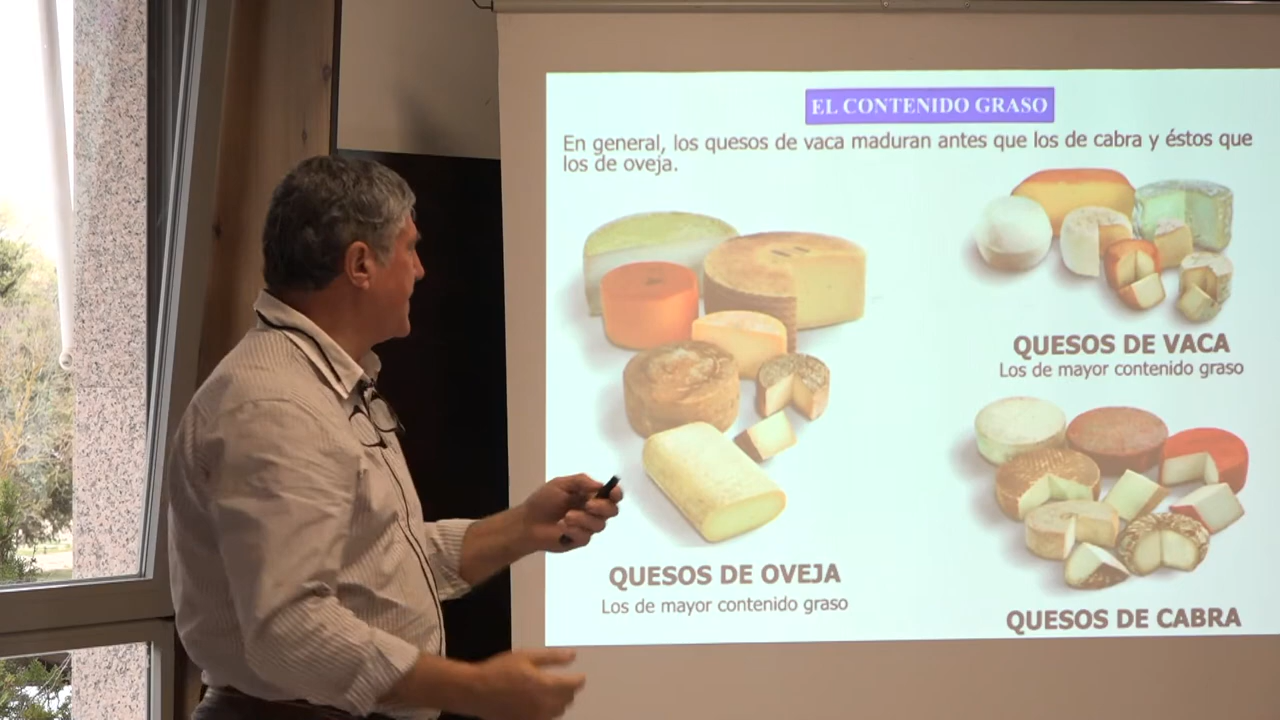 EL CONTENIDO GRASO
En general, los quesos de vaca maduran antes que los de cabra y éstos que
los de oveja.
QUESOS DE VACA
Los de mayor contenido graso
QUESOS DE OVEJA
Los de mayor contenido graso
QUESOS DE CABRA